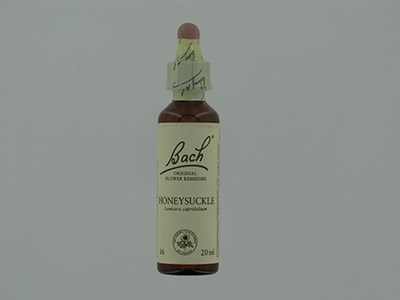 Bach
ORIGINAL
FLOWER REMEDIES
HONEYSUCKLE
Lonicera caprifolium
16 20 ml